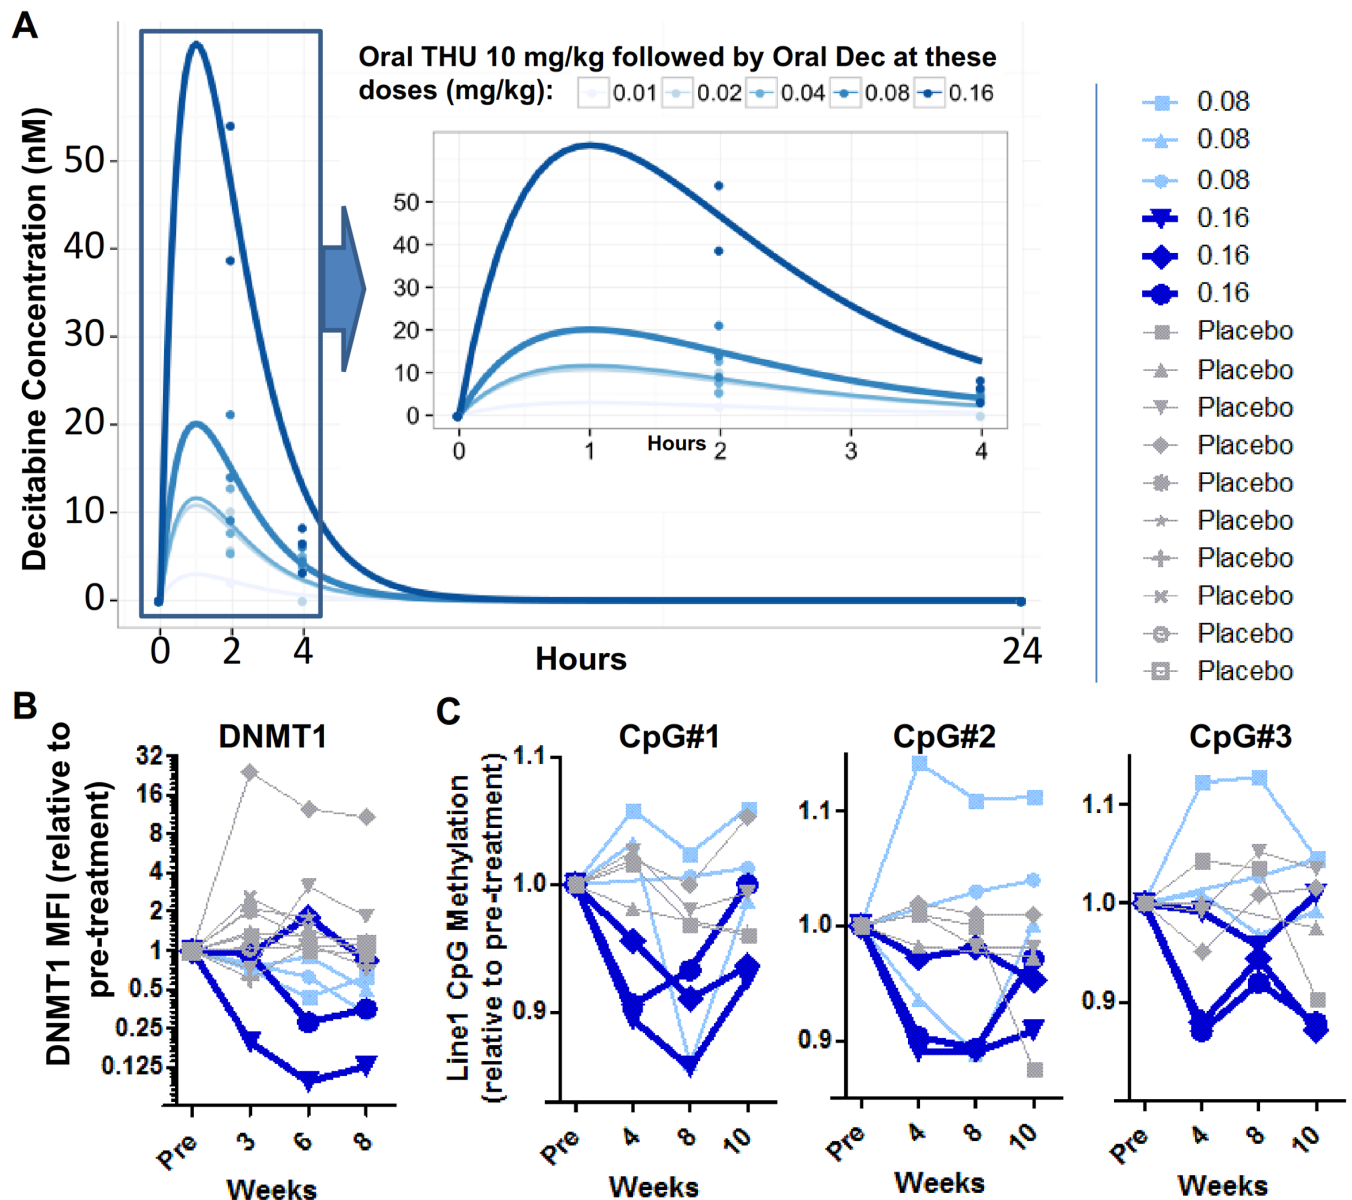 A
Oral THU 10 mg/kg followed by Oral Dec at these
doses (mg/kg): 0.01 0.02 0.04 0.08 0.16
Decitabine Concentration (nM)
50
40
30
20
10
0
0 2 4 24
Hours
50
40
30
20
10
0
0 1 2 3 4
Hours
0.08
0.08
0.08
0.16
0.16
0.16
Placebo
Placebo
Placebo
Placebo
Placebo
Placebo
Placebo
Placebo
Placebo
Placebo
B
DNMT1
DNMT1 MFI (relative to
pre-treatment)
32
16
8
4
2
1
0.5
0.25
0.125
Pre 3 6 8
Weeks
C
Line1 CpG Methylation
(relative to pre-treatment)
CpG#1
1.1
1.0
0.9
Pre 4 8 10
Weeks
CpG#2
1.1
1.0
0.9
Pre 4 8 10
Weeks
CpG#3
1.1
1.0
0.9
Pre 4 8 10
Weeks